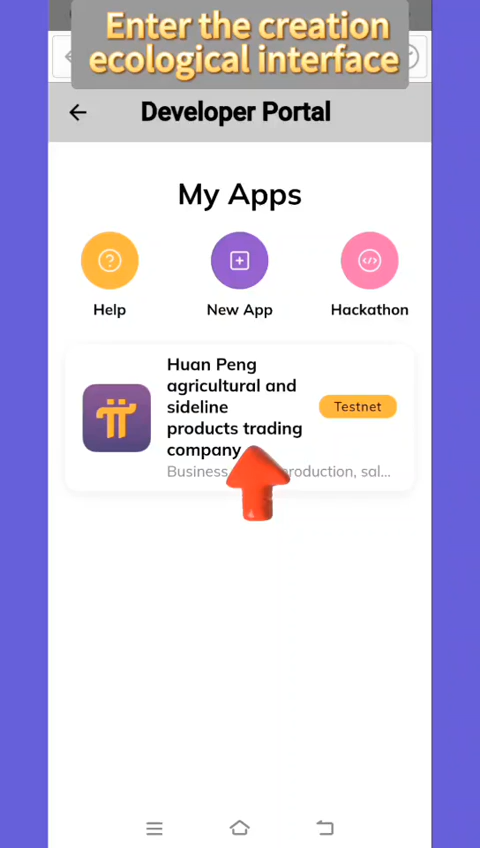 Enter the creation
ecological interface
Developer Portal
My Apps
Help
New App
Hackathon
Huan Peng
agricultural and
sideline
products trading
company
Testnet
Business, production, sal...